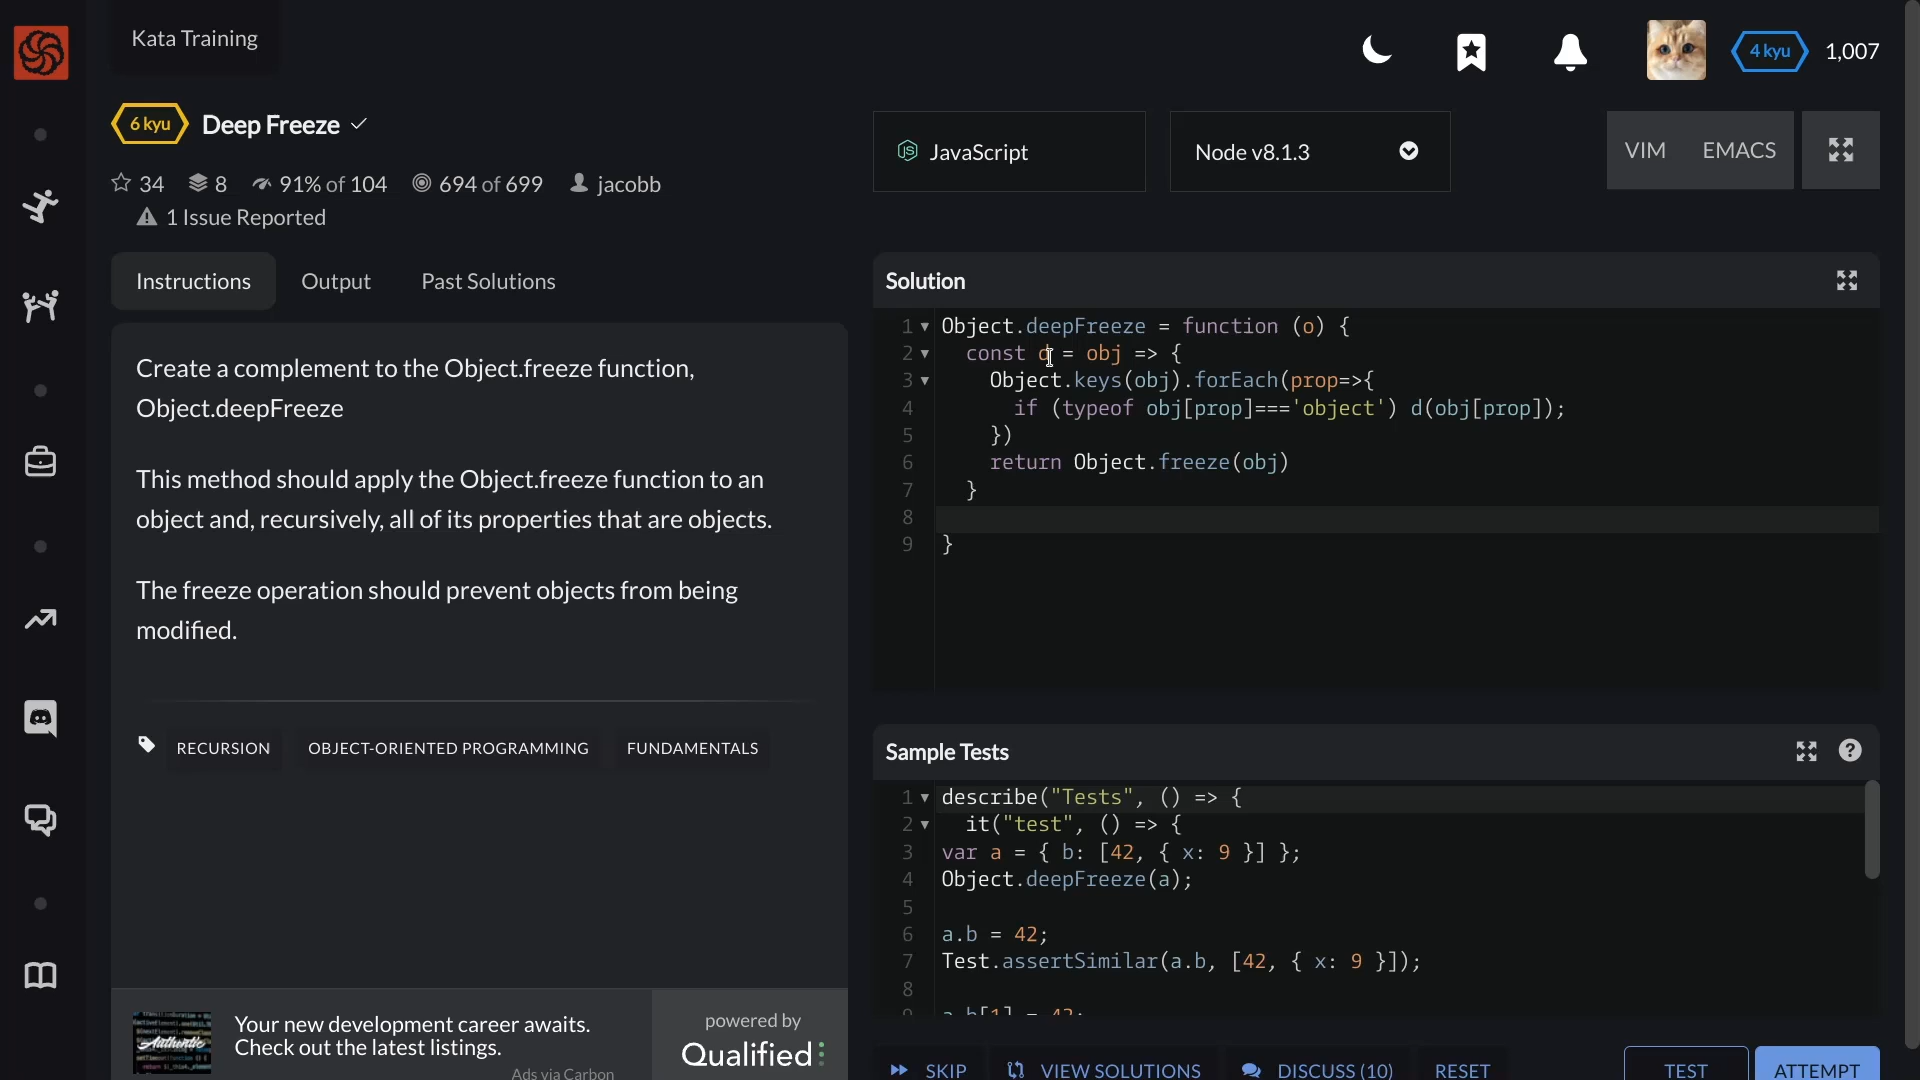 Kata Training
4 kyu
1,007
6 kyu
Deep Freeze
34
8
91% of 104
694 of 699
jacobb
1 Issue Reported
JavaScript
Node v8.1.3
VIM
EMACS
Instructions
Output
Past Solutions
Create a complement to the Object.freeze function,
Object.deepFreeze
This method should apply the Object.freeze function to an
object and, recursively, all of its properties that are objects.
The freeze operation should prevent objects from being
modified.
RECURSION
OBJECT-ORIENTED PROGRAMMING
FUNDAMENTALS
Your new development career awaits.
Check out the latest listings.
Ads via Carbon
powered by
Qualified
Solution
1 Object.deepFreeze = function (o) {
2 const d = obj => {
3 Object.keys(obj).forEach(prop=>{
4 if (typeof obj[prop]==='object') d(obj[prop]);
5 })
6 return Object.freeze(obj)
7 }
8
9 }
Sample Tests
1 describe("Tests", () => {
2 it("test", () => {
3 var a = { b: [42, { x: 9 }] };
4 Object.deepFreeze(a);
5
6 a.b = 42;
7 Test.assertSimilar(a.b, [42, { x: 9 }]);
8
9 a.b[1] = 42;
SKIP
VIEW SOLUTIONS
DISCUSS (10)
RESET
TEST
ATTEMPT